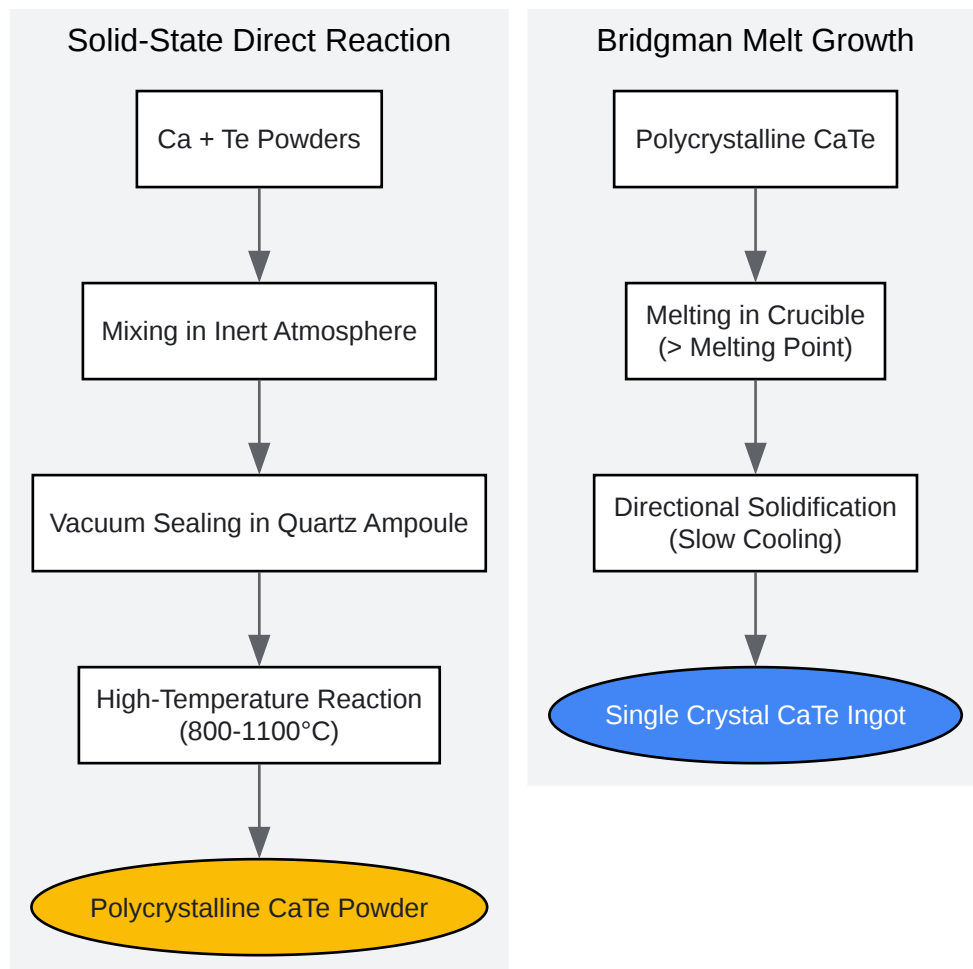 Solid-State Direct Reaction
Ca + Te Powders
Mixing in Inert Atmosphere
Vacuum Sealing in Quartz Ampoule
High-Temperature Reaction
(800-1100°C)
Polycrystalline CaTe Powder
Bridgman Melt Growth
Polycrystalline CaTe
Melting in Crucible
(> Melting Point)
Directional Solidification
(Slow Cooling)
Single Crystal CaTe Ingot